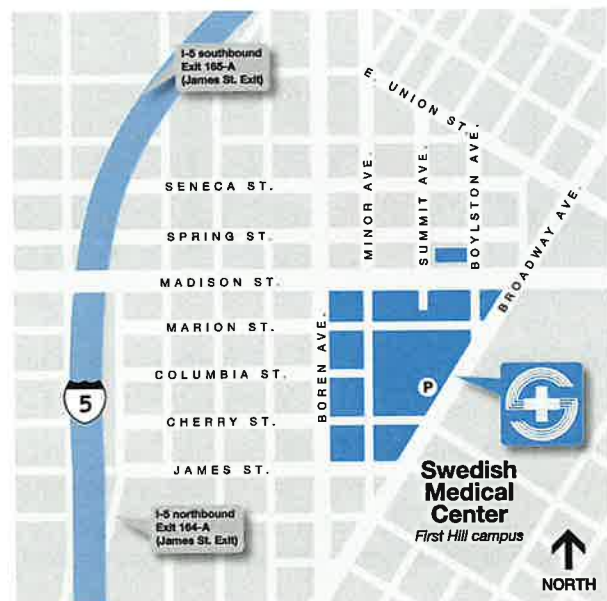 I-5 southbound
Exit 165-A
(James St. Exit)
E. UNION ST.
SENECA ST.
MINOR AVE.
SUMMIT AVE.
BOYLSTON AVE.
SPRING ST.
BROADWAY AVE.
MADISON ST.
MARION ST.
BOREN AVE.
COLUMBIA ST.
P
5
CHERRY ST.
JAMES ST.
Swedish
Medical
Center
First Hill campus
I-5 northbound
Exit 164-A
(James St. Exit)
NORTH